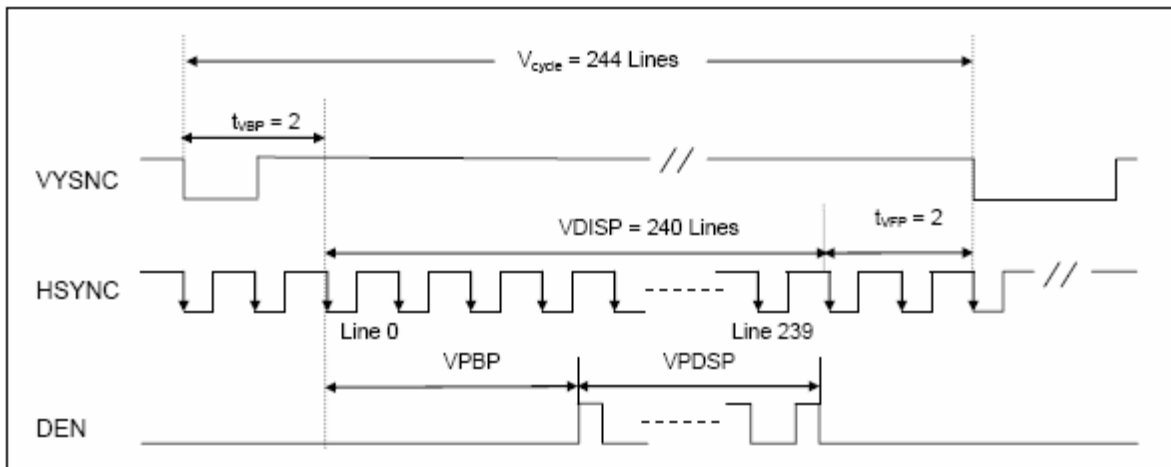 Vcycle = 244 Lines
tVBP = 2
VYSNC
VDISP = 240 Lines
tVFP = 2
HSYNC
Line 0
Line 239
VPBP
VPDSP
DEN